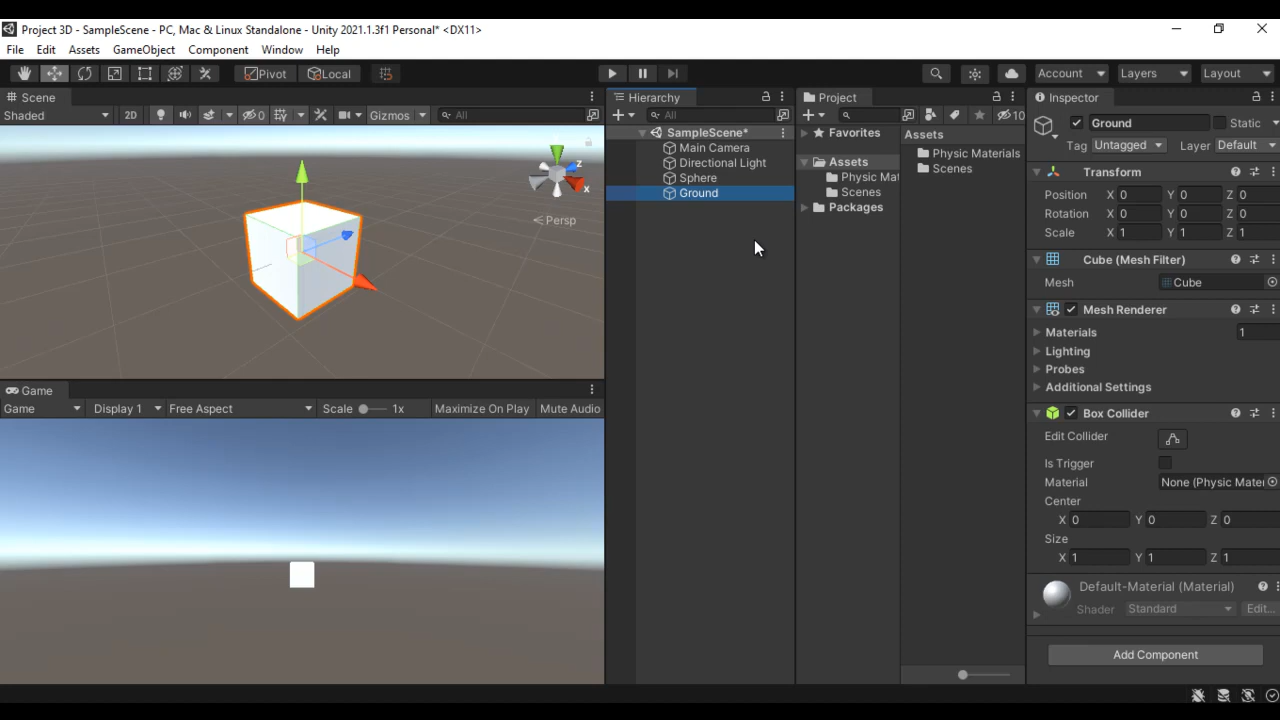 Project 3D - SampleScene - PC, Mac & Linux Standalone - Unity 2021.1.3f1 Personal* <DX11>
File Edit Assets GameObject Component Window Help
Pivot Local Account Layers Layout
Scene
Shaded 2D 0 Gizmos All
z
x
Persp
Game
Game Display 1 Free Aspect Scale 1x Maximize On Play Mute Audio
Hierarchy
All
SampleScene*
Main Camera
Directional Light
Sphere
Ground
Project
10
Favorites
Assets
Physic Mat
Scenes
Packages
Assets
Physic Materials
Scenes
Inspector
Ground Static
Tag Untagged Layer Default
Transform
Position X 0 Y 0 Z 0
Rotation X 0 Y 0 Z 0
Scale X 1 Y 1 Z 1
Cube (Mesh Filter)
Mesh Cube
Mesh Renderer
Materials 1
Lighting
Probes
Additional Settings
Box Collider
Edit Collider
Is Trigger
Material None (Physic Mater
Center
X 0 Y 0 Z 0
Size
X 1 Y 1 Z 1
Default-Material (Material)
Shader Standard Edit...
Add Component